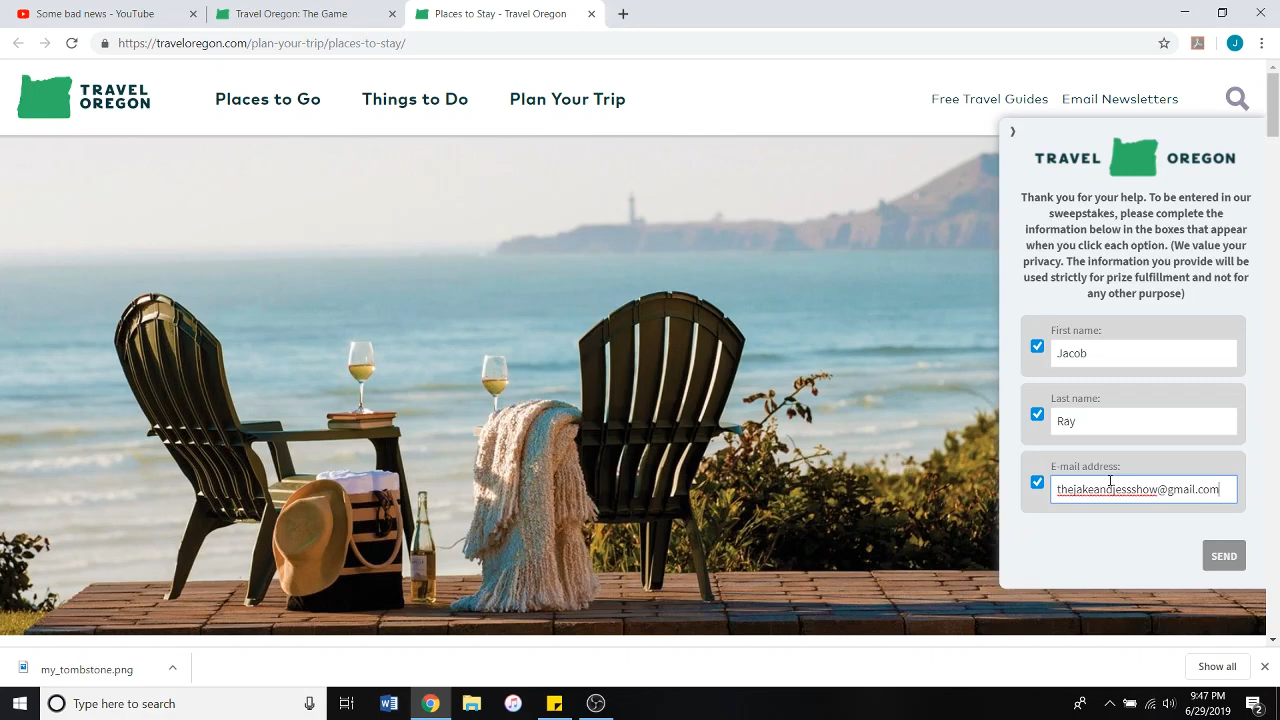 Some bad news - YouTube
Travel Oregon: The Game
Places to Stay - Travel Oregon
https://traveloregon.com/plan-your-trip/places-to-stay/
J
TRAVEL
OREGON
Places to Go
Things to Do
Plan Your Trip
Free Travel Guides
Email Newsletters
TRAVEL OREGON
Thank you for your help. To be entered in our
sweepstakes, please complete the
information below in the boxes that appear
when you click each option. (We value your
privacy. The information you provide will be
used strictly for prize fulfillment and not for
any other purpose)
First name:
Jacob
Last name:
Ray
E-mail address:
thejakeandjessshow@gmail.com
SEND
my_tombstone.png
Show all
Type here to search
9:47 PM
6/29/2019
2